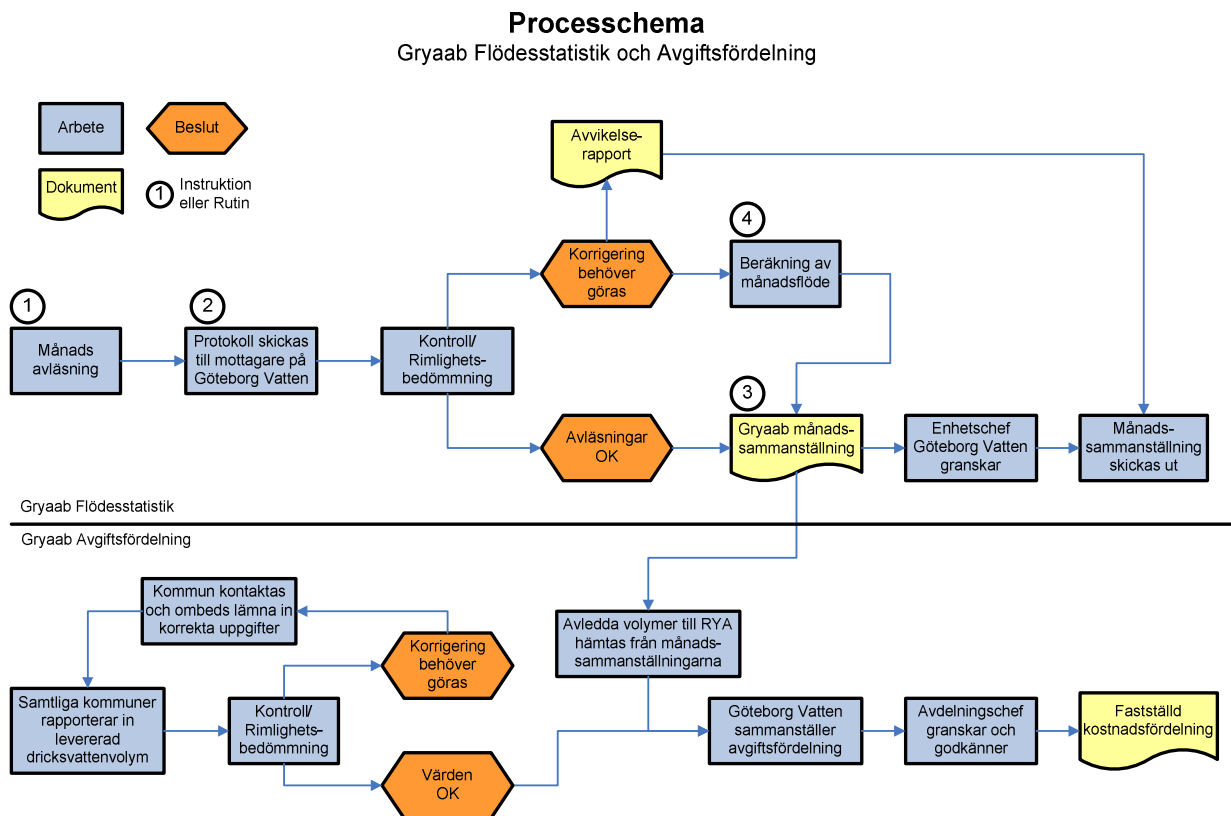 Processchema
Gryaab Flödesstatistik och Avgiftsfördelning
Arbete
Beslut
Dokument
1
Instruktion
eller Rutin
Avvikelse-
rapport
Korrigering
behöver
göras
4
Beräkning av
månadsflöde
1
Månads
avläsning
2
Protokoll skickas
till mottagare på
Göteborg Vatten
Kontroll/
Rimlighets-
bedömmning
Avläsningar
OK
3
Gryaab månads-
sammanställning
Enhetschef
Göteborg Vatten
granskar
Månads-
sammanställning
skickas ut
Gryaab Flödesstatistik
Gryaab Avgiftsfördelning
Kommun kontaktas
och ombeds lämna in
korrekta uppgifter
Korrigering
behöver
göras
Samtliga kommuner
rapporterar in
levererad
dricksvattenvolym
Kontroll/
Rimlighets-
bedömmning
Värden
OK
Avledda volymer till RYA
hämtas från månads-
sammanställningarna
Göteborg Vatten
sammanställer
avgiftsfördelning
Avdelningschef
granskar och
godkänner
Fastställd
kostnadsfördelning